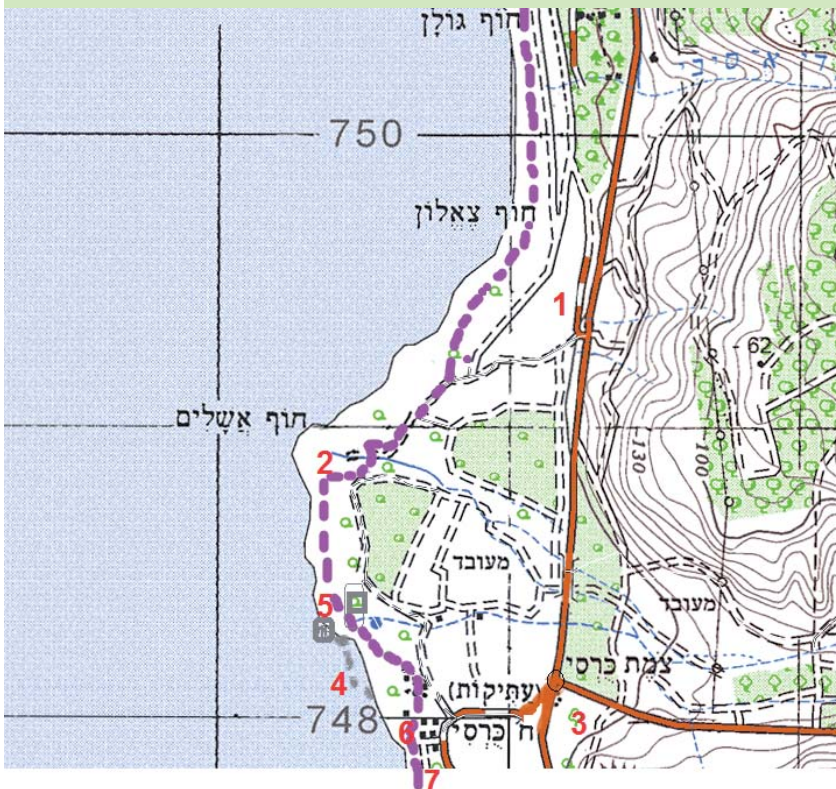 חוף גולן
750
חוף צאלון
1
62
חוף אשלים
2
130
100
מעובד
מעובד
5
צמת כרסי
4
(עתיקות)
748
ח׳ כרסי
3
6
7